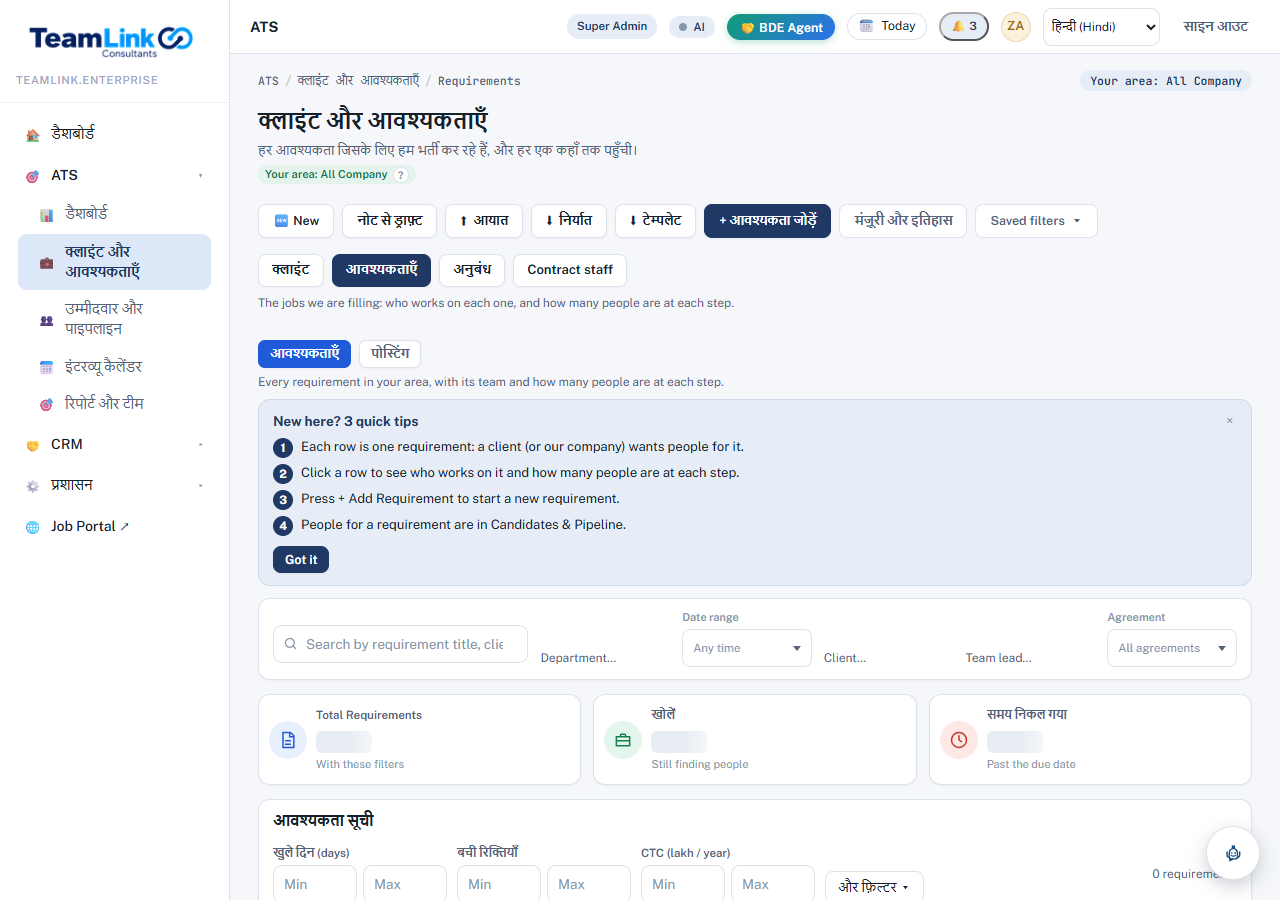 TeamLink
Consultants
TEAMLINK.ENTERPRISE
डैशबोर्ड
ATS
डैशबोर्ड
क्लाइंट और
आवश्यकताएँ
उम्मीदवार और
पाइपलाइन
इंटरव्यू कैलेंडर
रिपोर्ट और टीम
CRM
प्रशासन
Job Portal ↗
ATS
Super Admin
AI
BDE Agent
Today
3
ZA
हिन्दी (Hindi)
साइन आउट
ATS / क्लाइंट और आवश्यकताएँ / Requirements
Your area: All Company
क्लाइंट और आवश्यकताएँ
हर आवश्यकता जिसके लिए हम भर्ती कर रहे हैं, और हर एक कहाँ तक पहुँची।
Your area: All Company ?
New
नोट से ड्राफ़्ट
⬆ आयात
⬇ निर्यात
⬇ टेम्पलेट
+ आवश्यकता जोड़ें
मंज़ूरी और इतिहास
Saved filters
क्लाइंट
आवश्यकताएँ
अनुबंध
Contract staff
The jobs we are filling: who works on each one, and how many people are at each step.
आवश्यकताएँ
पोस्टिंग
Every requirement in your area, with its team and how many people are at each step.
New here? 3 quick tips
×
1 Each row is one requirement: a client (or our company) wants people for it.
2 Click a row to see who works on it and how many people are at each step.
3 Press + Add Requirement to start a new requirement.
4 People for a requirement are in Candidates & Pipeline.
Got it
Search by requirement title, clie
Department...
Date range
Any time
Client...
Team lead...
Agreement
All agreements
Total Requirements
With these filters
खोलें
Still finding people
समय निकल गया
Past the due date
आवश्यकता सूची
खुले दिन (days)
Min
Max
बची रिक्तियाँ
Min
Max
CTC (lakh / year)
Min
Max
और फ़िल्टर
0 requireme